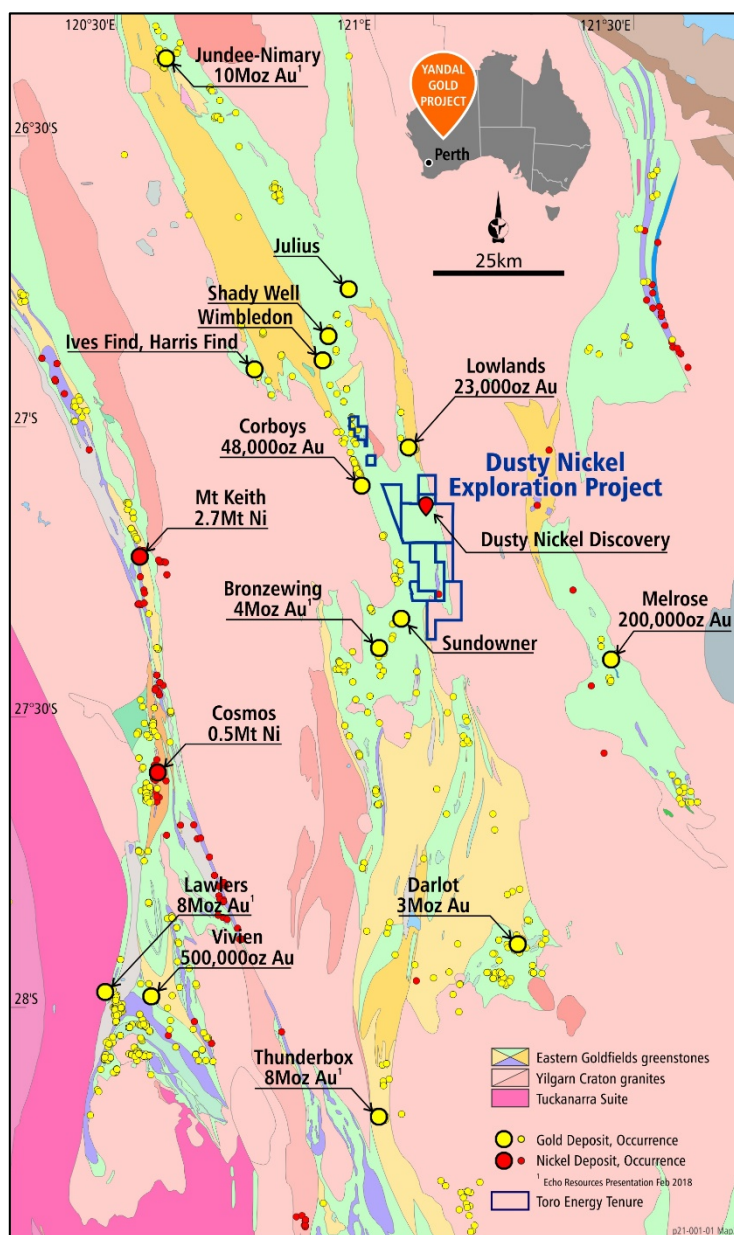 120°30'E
121°E
121°30'E
Jundee-Nimary
10Moz Au¹
YANDAL
GOLD
PROJECT
Perth
26°30'S
25km
Julius
Shady Well
Wimbledon
Ives Find, Harris Find
Lowlands
23,000oz Au
27°S
Corboys
48,000oz Au
Dusty Nickel
Exploration Project
Mt Keith
2.7Mt Ni
Dusty Nickel Discovery
Bronzewing
4Moz Au¹
Melrose
200,000oz Au
Sundowner
27°30'S
Cosmos
0.5Mt Ni
Lawlers
8Moz Au¹
Darlot
3Moz Au
Vivien
500,000oz Au
28°S
Thunderbox
8Moz Au¹
Eastern Goldfields greenstones
Yilgarn Craton granites
Tuckanarra Suite
Gold Deposit, Occurrence
Nickel Deposit, Occurrence
¹ Echo Resources Presentation Feb 2018
Toro Energy Tenure
p21-001-01 Map